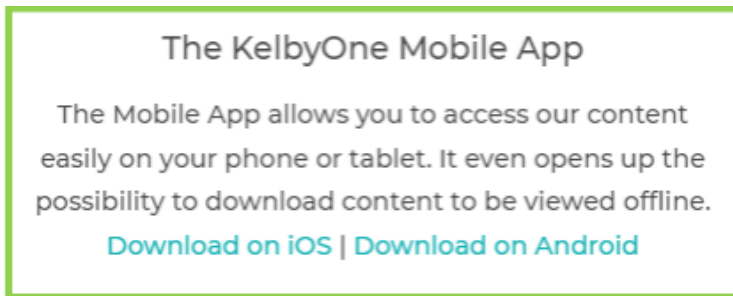 The KelbyOne Mobile App
The Mobile App allows you to access our content
easily on your phone or tablet. It even opens up the
possibility to download content to be viewed offline.
Download on iOS | Download on Android